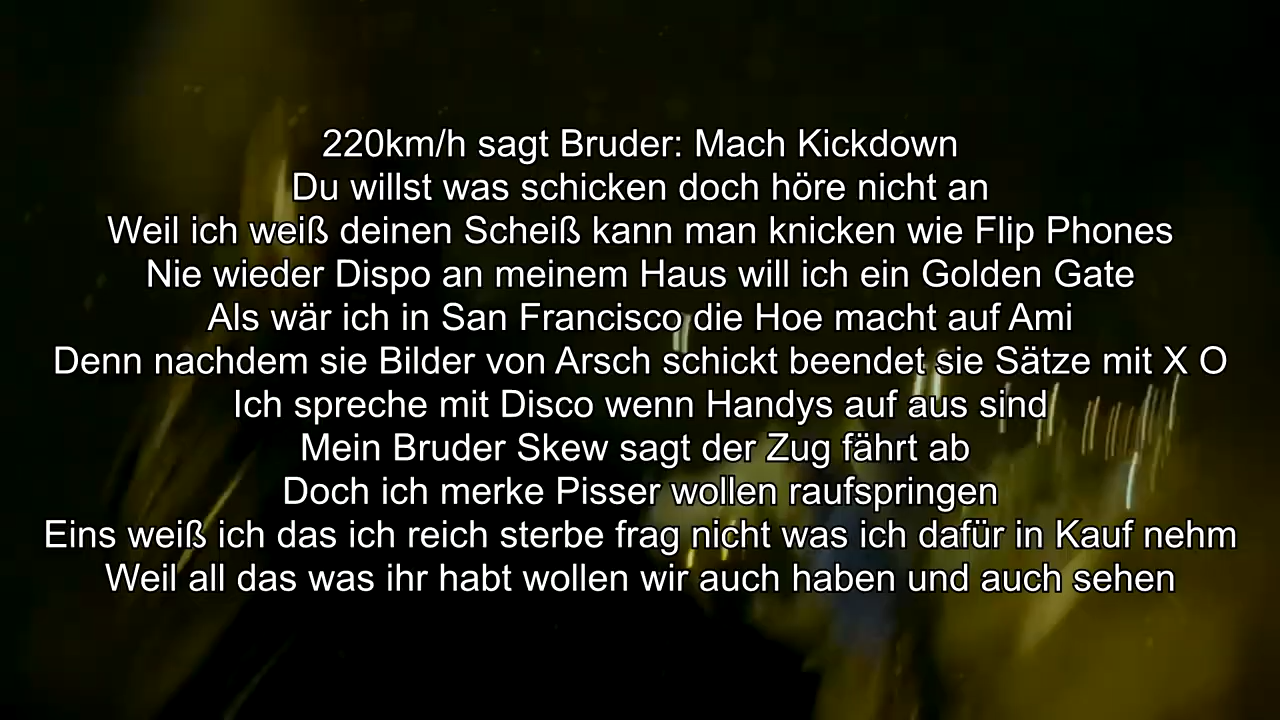 220km/h sagt Bruder: Mach Kickdown
Du willst was schicken doch höre nicht an
Weil ich weiß deinen Scheiß kann man knicken wie Flip Phones
Nie wieder Dispo an meinem Haus will ich ein Golden Gate
Als wär ich in San Francisco die Hoe macht auf Ami
Denn nachdem sie Bilder von Arsch schickt beendet sie Sätze mit X O
Ich spreche mit Disco wenn Handys auf aus sind
Mein Bruder Skew sagt der Zug fährt ab
Doch ich merke Pisser wollen raufspringen
Eins weiß ich das ich reich sterbe frag nicht was ich dafür in Kauf nehm
Weil all das was ihr habt wollen wir auch haben und auch sehen